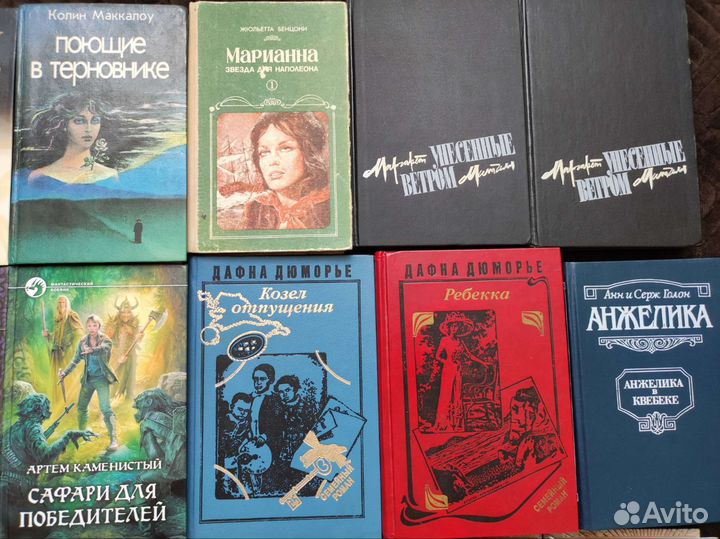 Колин Маккалоу
ПОЮЩИЕ
В ТЕРНОВНИКЕ
ЖЮЛЬЕТТА БЕНЦОНИ
Марианна
ЗВЕЗДА ДЛЯ НАПОЛЕОНА
1
Маргарет УНЕСЕННЫЕ
ВЕТРОМ Митчелл
Маргарет УНЕСЕННЫЕ
ВЕТРОМ Митчелл
ФАНТАСТИЧЕСКИЙ
БОЕВИК
АРТЕМ КАМЕНИСТЫЙ
САФАРИ ДЛЯ
ПОБЕДИТЕЛЕЙ
ДАФНА ДЮМОРЬЕ
Козел
отпущения
СЕМЕЙНЫЙ
РОМАН
ДАФНА ДЮМОРЬЕ
Ребекка
СЕМЕЙНЫЙ
РОМАН
Анн и Серж Голон
АНЖЕЛИКА
АНЖЕЛИКА
В
КВЕБЕКЕ
Avito